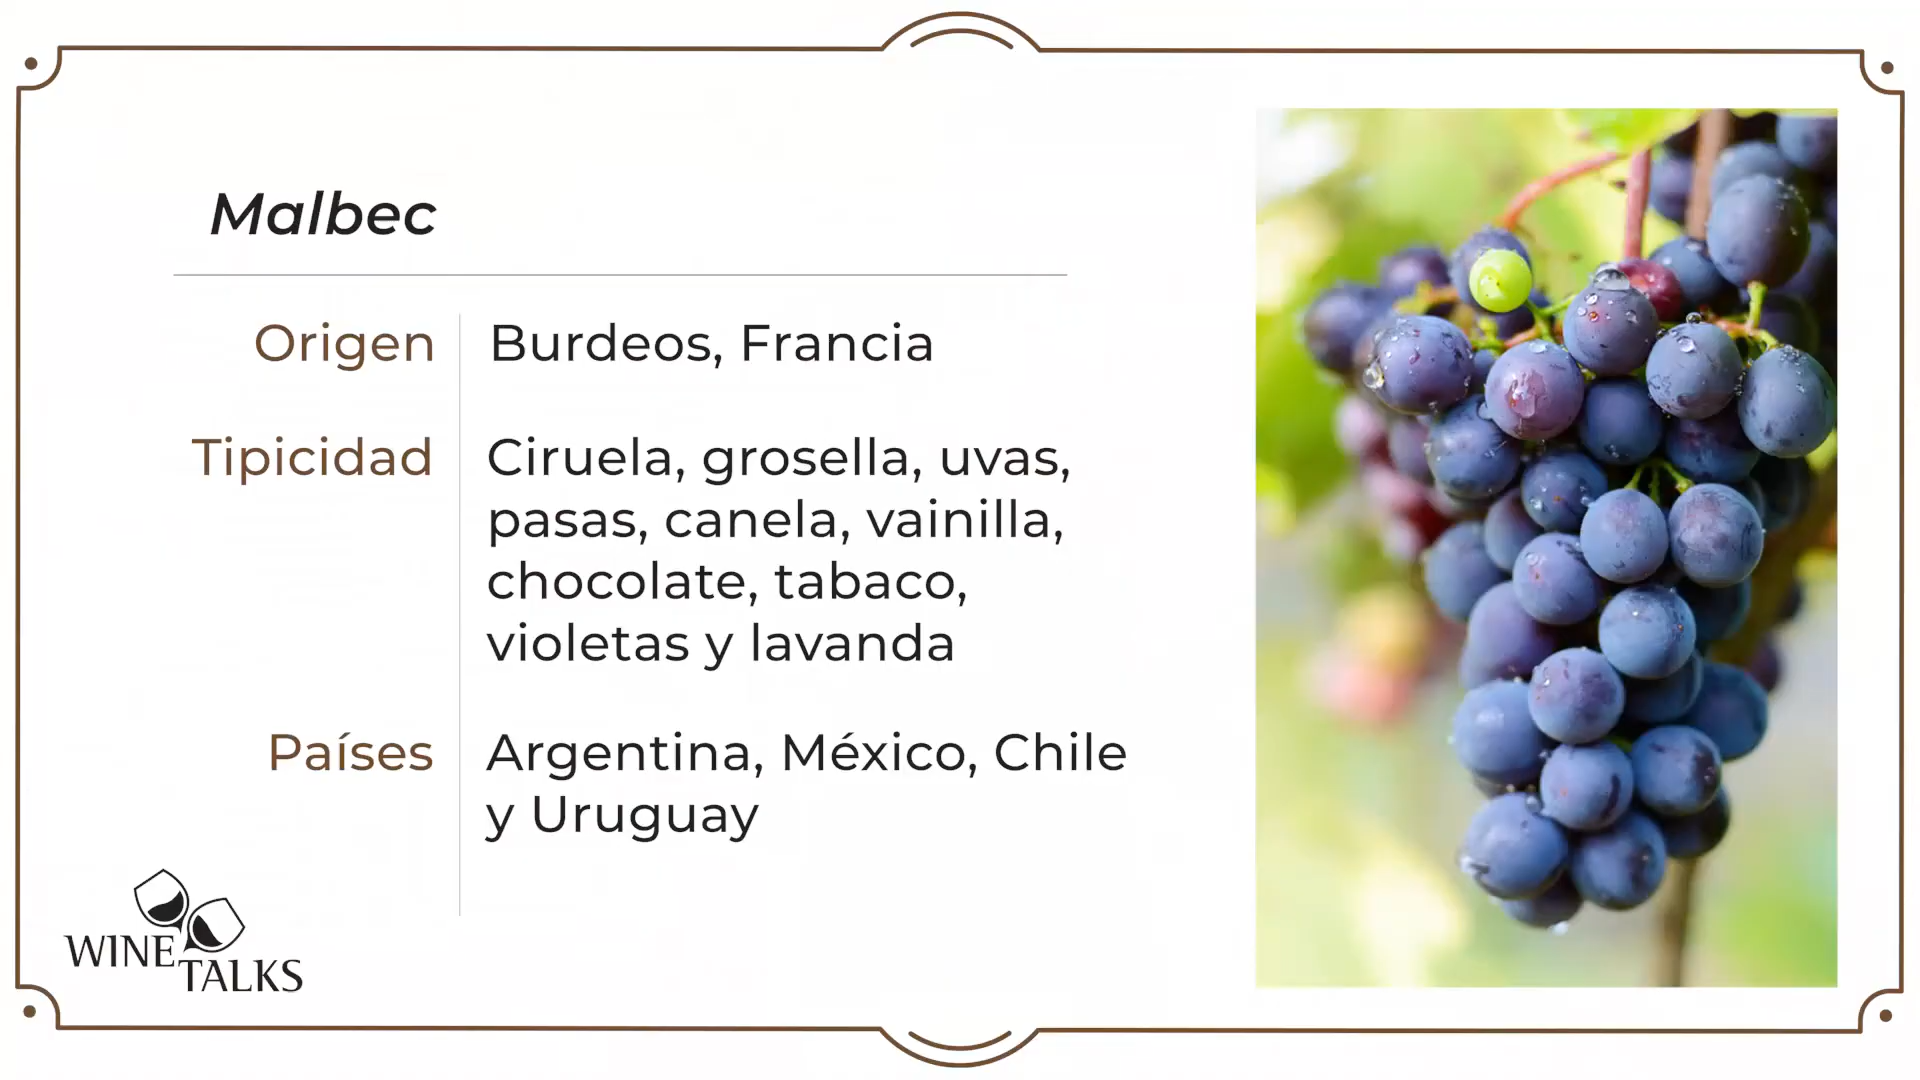 Malbec
Origen
Burdeos, Francia
Tipicidad
Ciruela, grosella, uvas,
pasas, canela, vainilla,
chocolate, tabaco,
violetas y lavanda
Países
Argentina, México, Chile
y Uruguay
WINE
TALKS